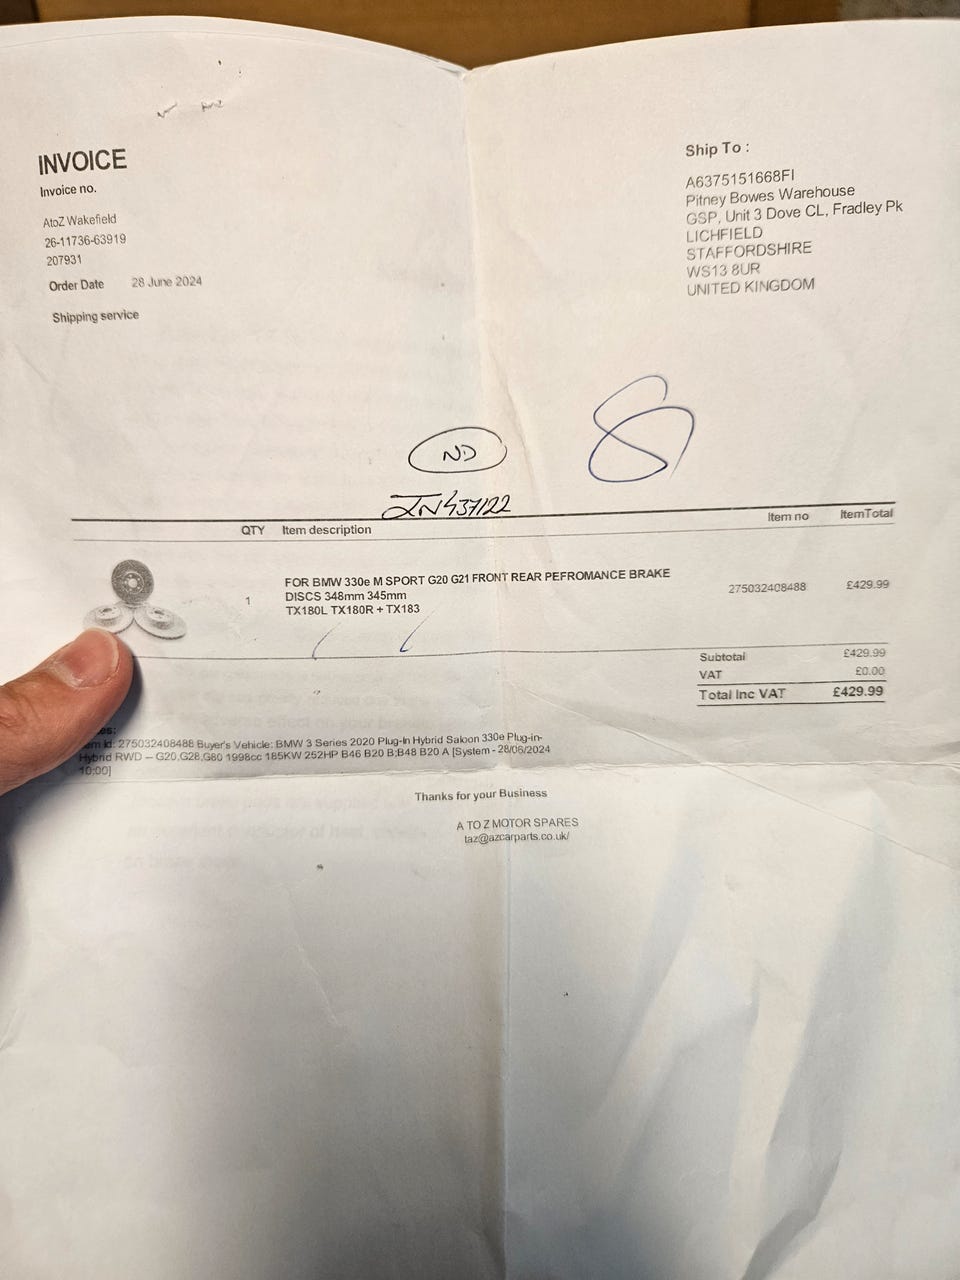 INVOICE
Invoice no.
AtoZ Wakefield
26-11736-63919
207931
Order Date 28 June 2024
Shipping service
Ship To :
A6375151668FI
Pitney Bowes Warehouse
GSP, Unit 3 Dove CL, Fradley Pk
LICHFIELD
STAFFORDSHIRE
WS13 8UR
UNITED KINGDOM
ND
8
IN437122
QTY Item description Item no ItemTotal
1 FOR BMW 330e M SPORT G20 G21 FRONT REAR PEFROMANCE BRAKE 275032408488 £429.99
DISCS 348mm 345mm
TX180L TX180R + TX183
Subtotal £429.99
VAT £0.00
Total Inc VAT £429.99
Id: 275032408488 Buyer's Vehicle: BMW 3 Series 2020 Plug-In Hybrid Saloon 330e Plug-in-
Hybrid RWD – G20,G28,G80 1998cc 185KW 252HP B46 B20 B;B48 B20 A [System - 28/06/2024
10:00]
Thanks for your Business
A TO Z MOTOR SPARES
taz@azcarparts.co.uk/